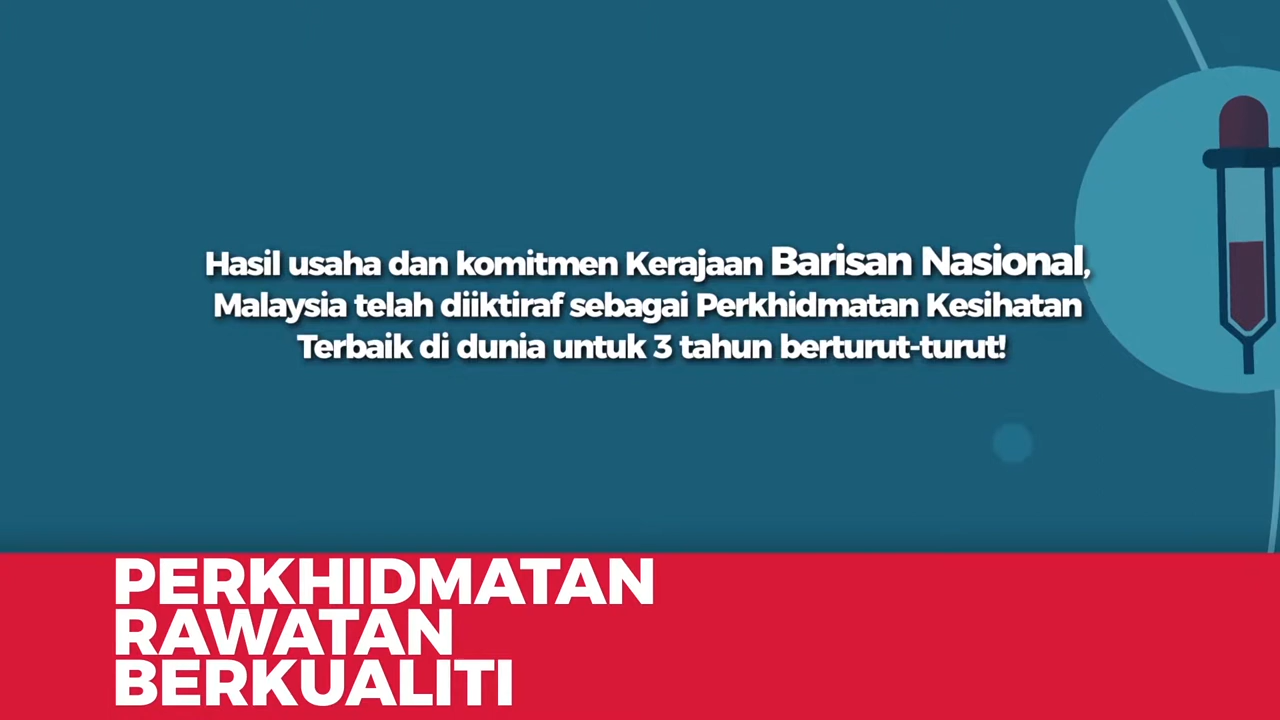 Hasil usaha dan komitmen Kerajaan Barisan Nasional,
Malaysia telah diiktiraf sebagai Perkhidmatan Kesihatan
Terbaik di dunia untuk 3 tahun berturut-turut!
PERKHIDMATAN
RAWATAN
BERKUALITI